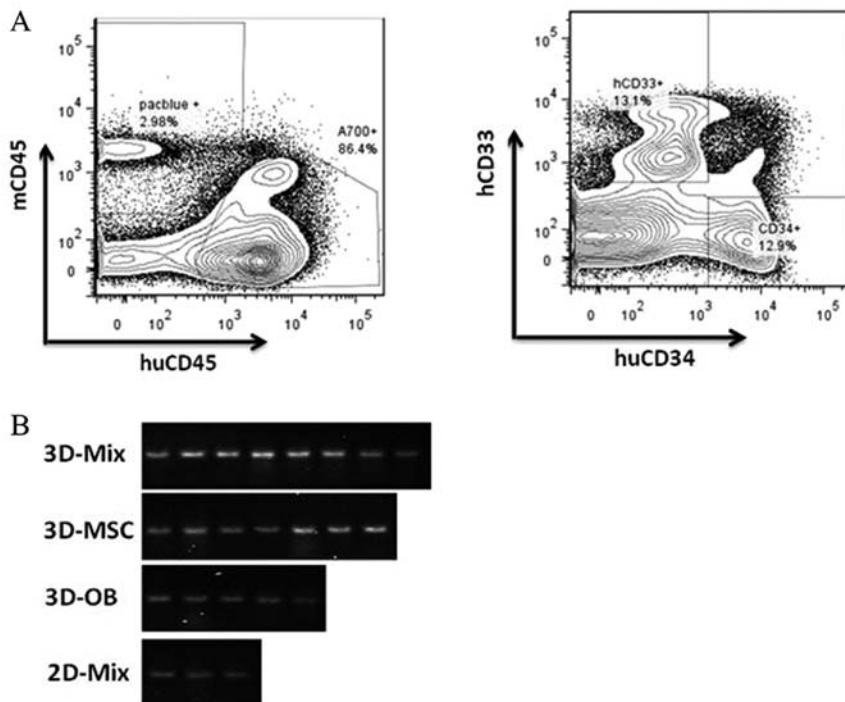 A
10^5
10^4
10^3
10^2
0
pacblue +
2.98%
A700+
86.4%
mCD45
0 10^2 10^3 10^4 10^5
huCD45
10^5
10^4
10^3
10^2
0
hCD33+
13.1%
CD34+
12.9%
hCD33
0 10^2 10^3 10^4 10^5
huCD34
B
3D-Mix
3D-MSC
3D-OB
2D-Mix